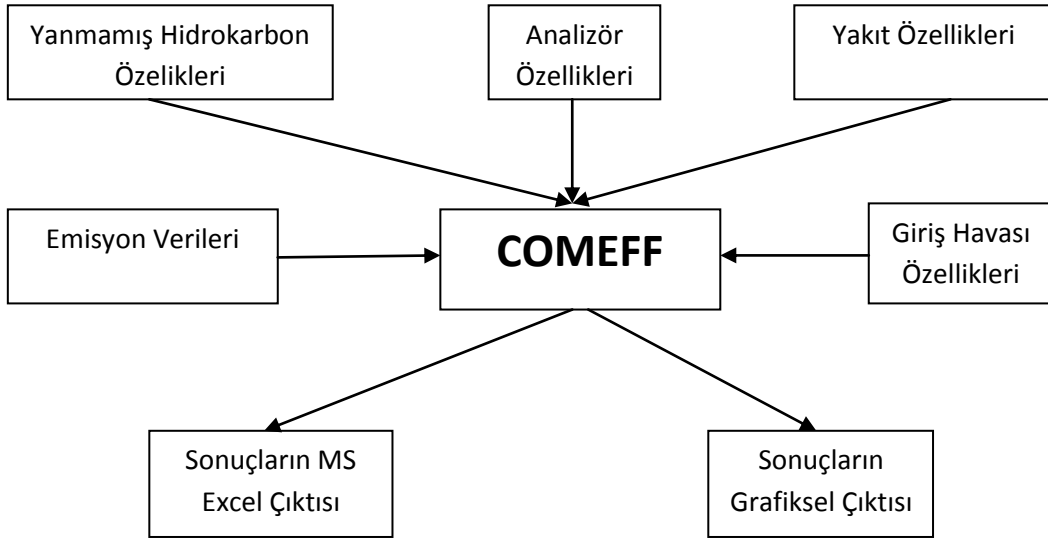 Yanmamış Hidrokarbon
Özelikleri
Analizör
Özellikleri
Yakıt Özellikleri
Emisyon Verileri
COMEFF
Giriş Havası
Özellikleri
Sonuçların MS
Excel Çıktısı
Sonuçların
Grafiksel Çıktısı